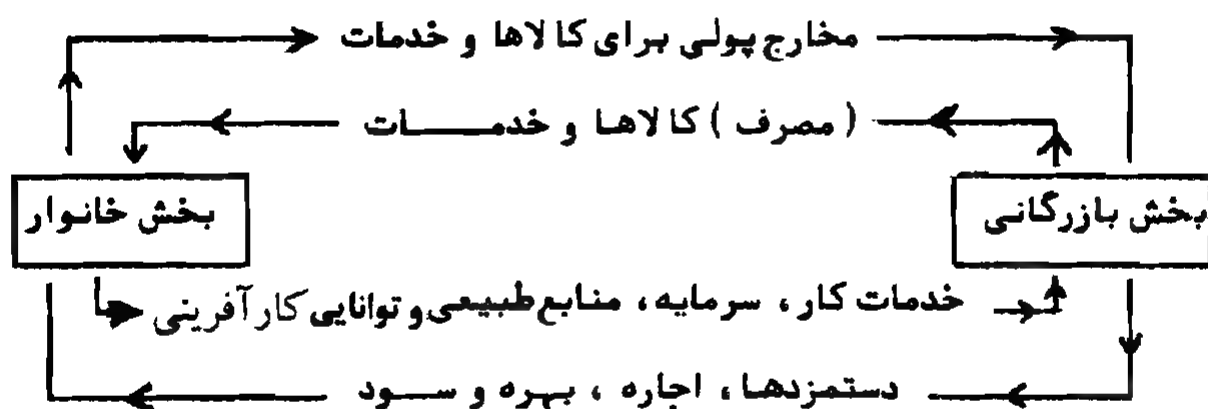 مخارج پولی برای کالاها و خدمات
(مصرف) کالاها و خدمات
بخش بازرگانی
بخش خانوار
خدمات کار، سرمایه، منابع طبیعی و توانایی کارآفرینی
دستمزدها، اجاره، بهره و سود